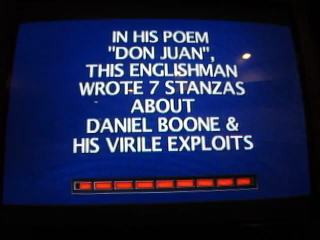 IN HIS POEM
"DON JUAN",
THIS ENGLISHMAN
WROTE 7 STANZAS
ABOUT
DANIEL BOONE &
HIS VIRILE EXPLOITS